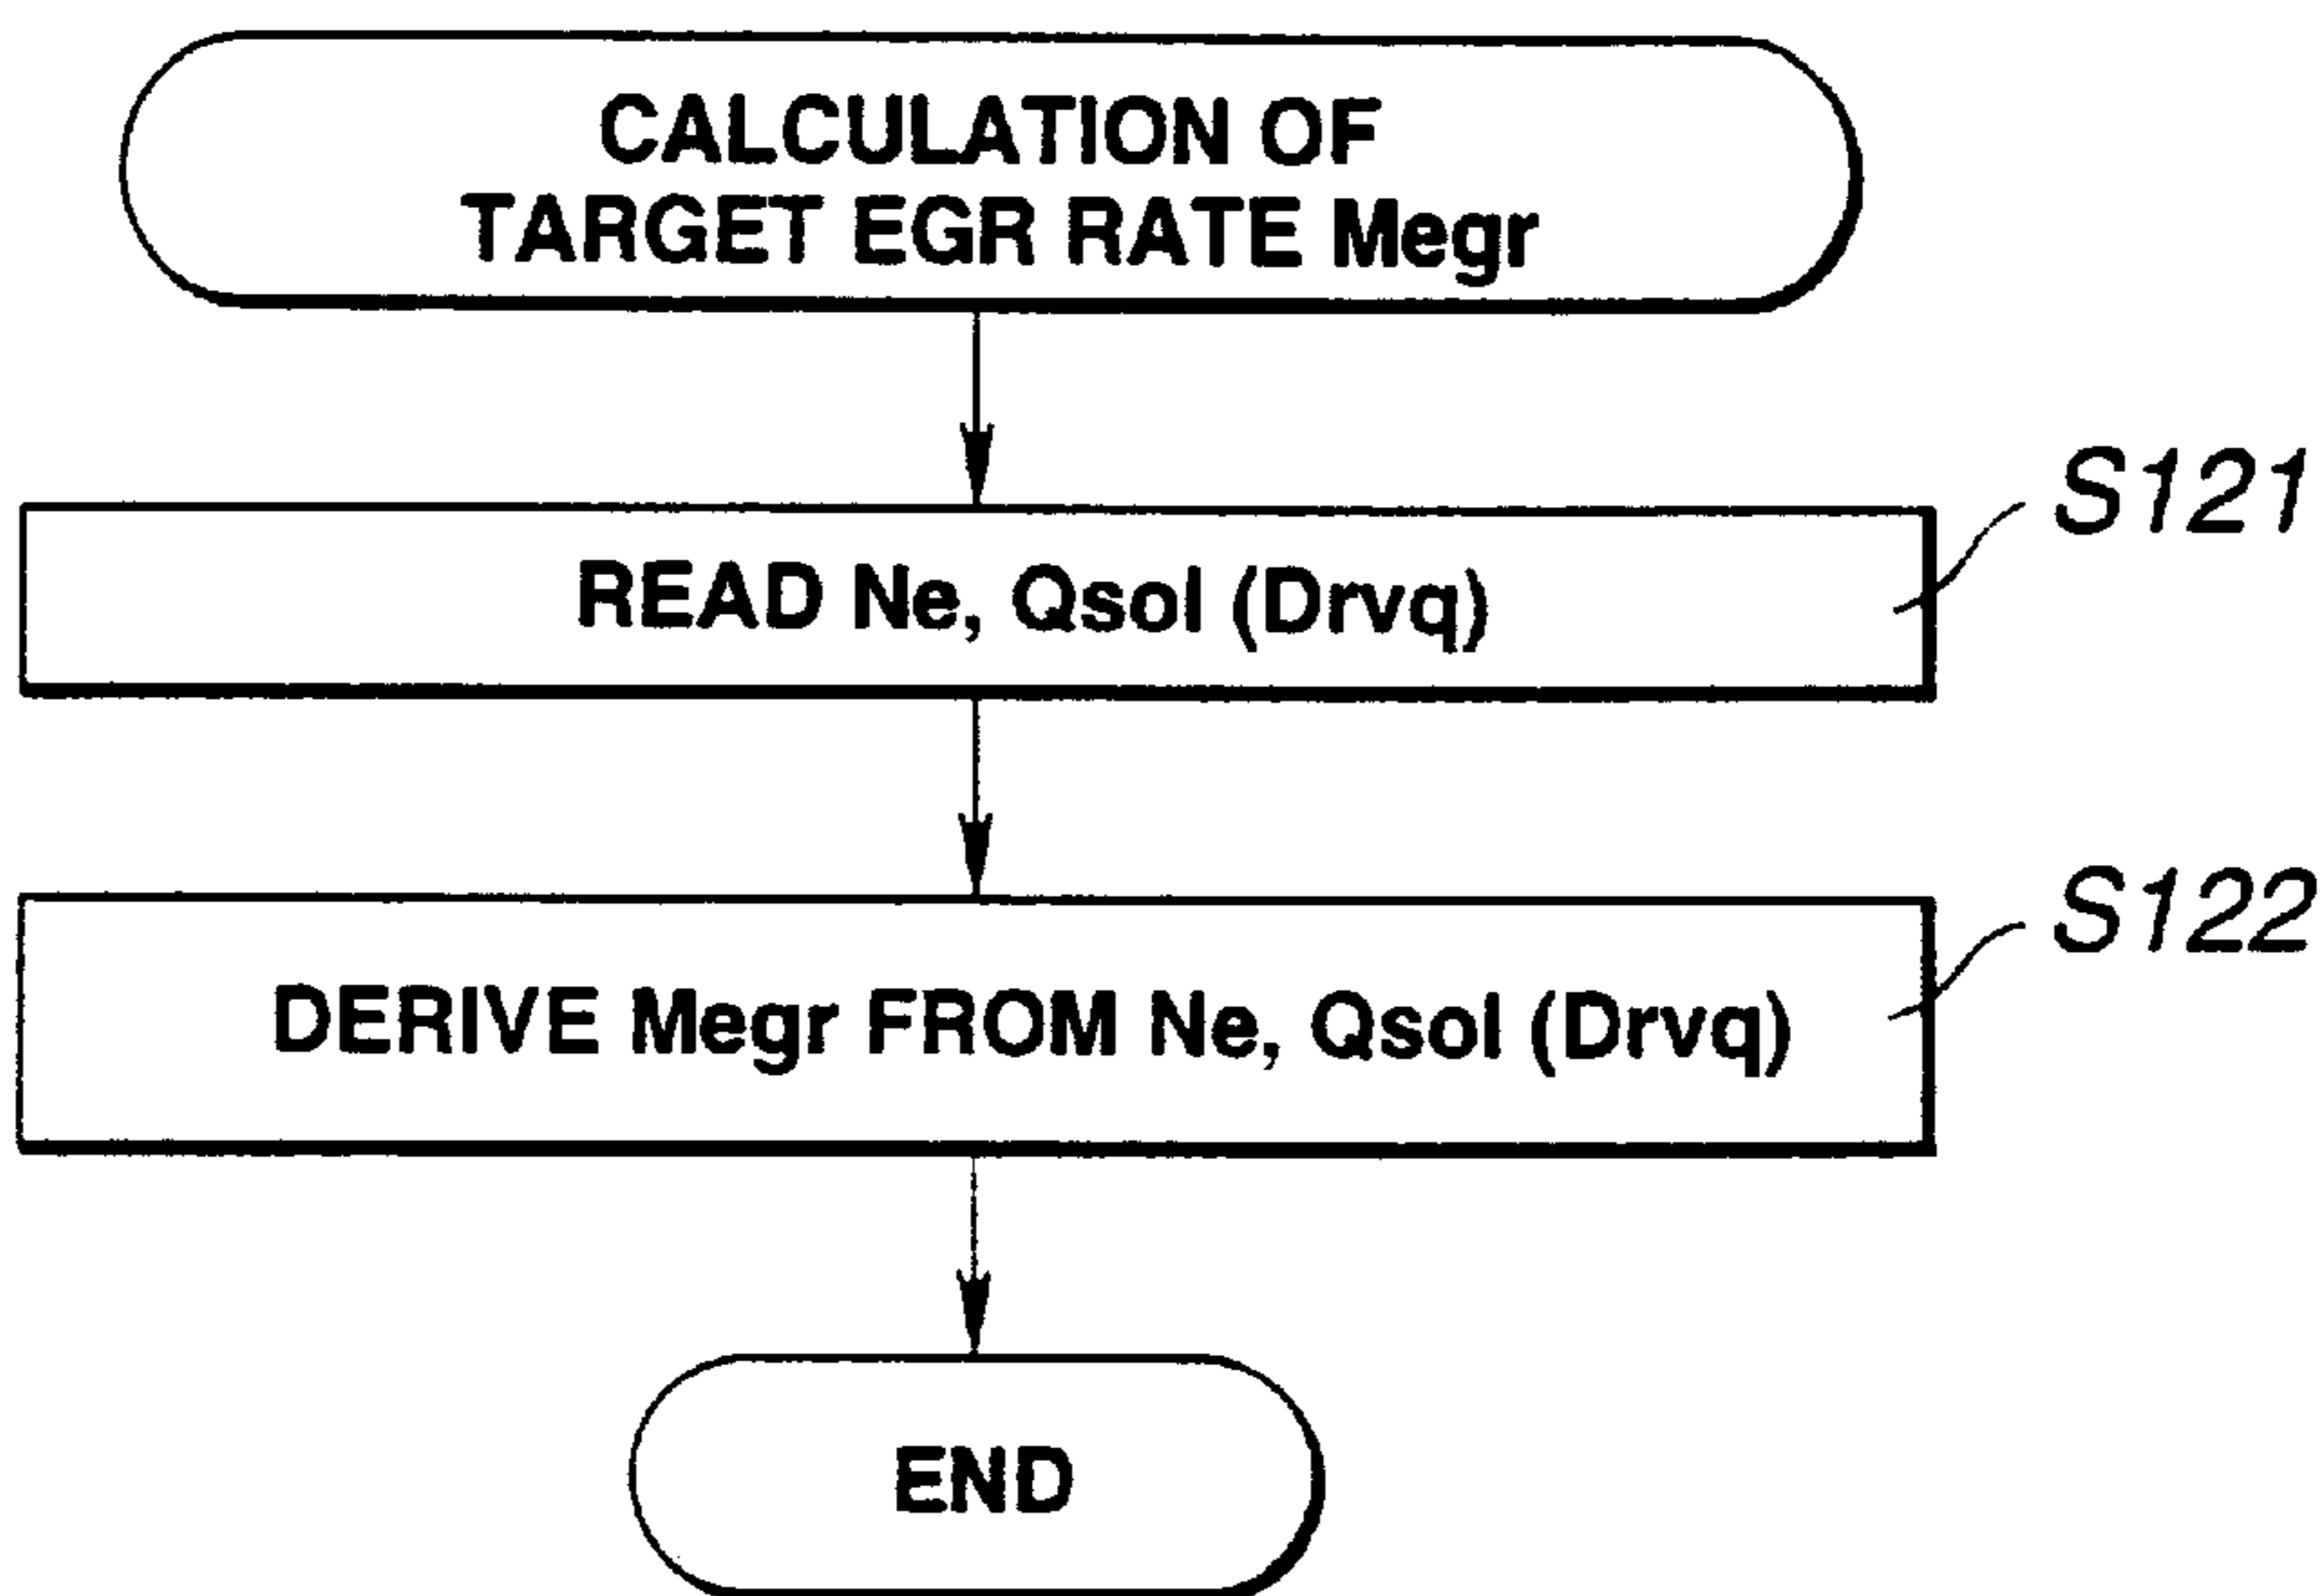 CALCULATION OF
TARGET EGR RATE Megr
S121
READ Ne, Qsol (Drvq)
S122
DERIVE Megr FROM Ne, Qsol (Drvq)
END